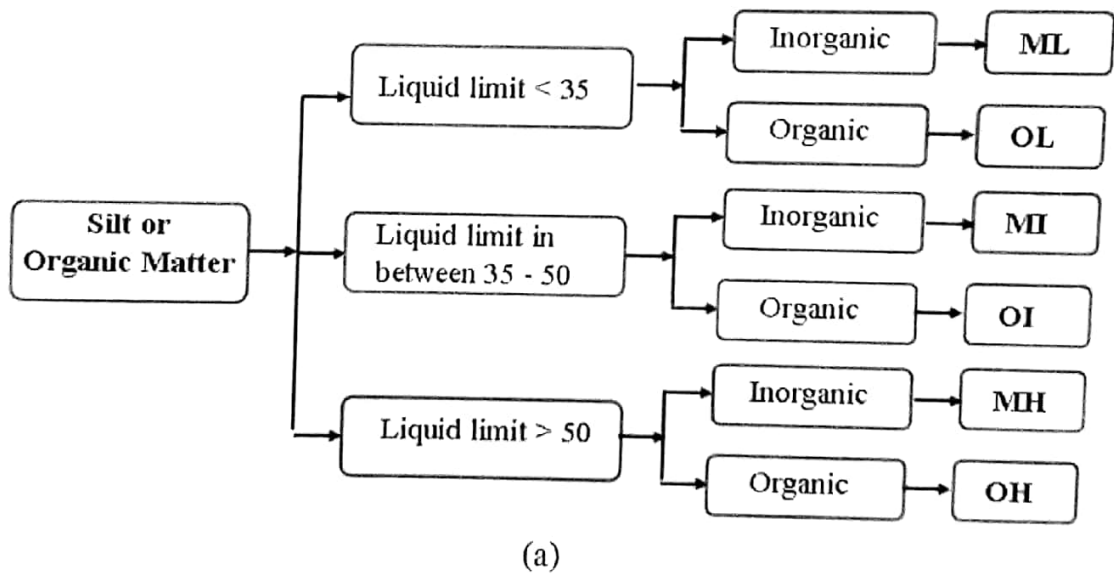 Inorganic
ML
Liquid limit < 35
Organic
OL
Silt or
Organic Matter
Liquid limit in
between 35 - 50
Inorganic
MI
Organic
OI
Liquid limit > 50
Inorganic
MH
Organic
OH
(a)